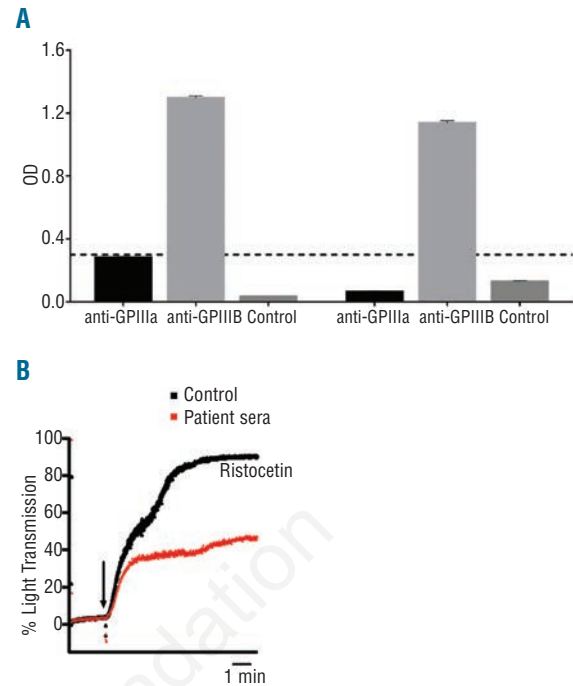 A
1.6
1.2
0.8
0.4
0.0
OD
anti-GPIIIa anti-GPIIIB Control anti-GPIIIa anti-GPIIIB Control
B
Control
Patient sera
100
80
60
40
20
0
% Light Transmission
Ristocetin
1 min
dation